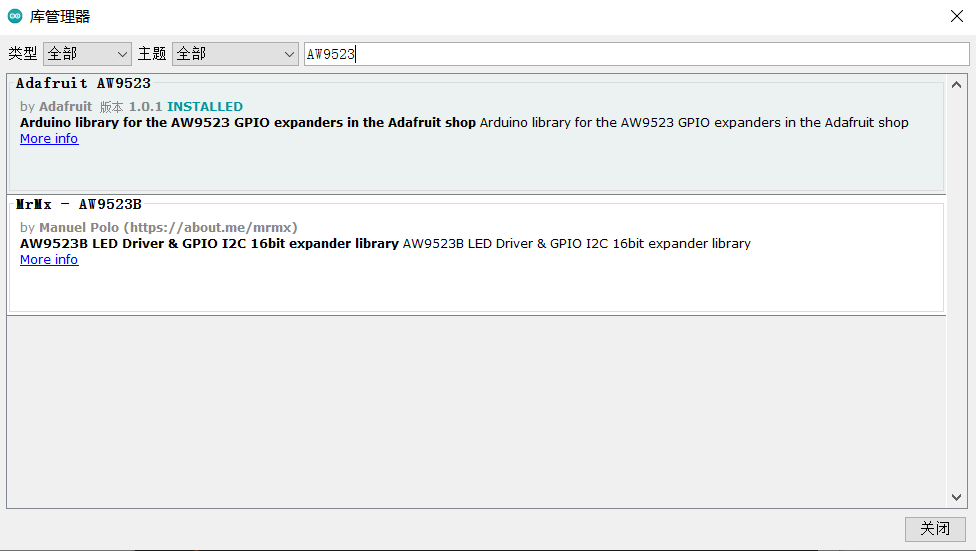 库管理器
类型 全部 主题 全部 AW9523
Adafruit AW9523
by Adafruit 版本 1.0.1 INSTALLED
Arduino library for the AW9523 GPIO expanders in the Adafruit shop Arduino library for the AW9523 GPIO expanders in the Adafruit shop
More info
MrMx - AW9523B
by Manuel Polo (https://about.me/mrmx)
AW9523B LED Driver & GPIO I2C 16bit expander library AW9523B LED Driver & GPIO I2C 16bit expander library
More info
关闭